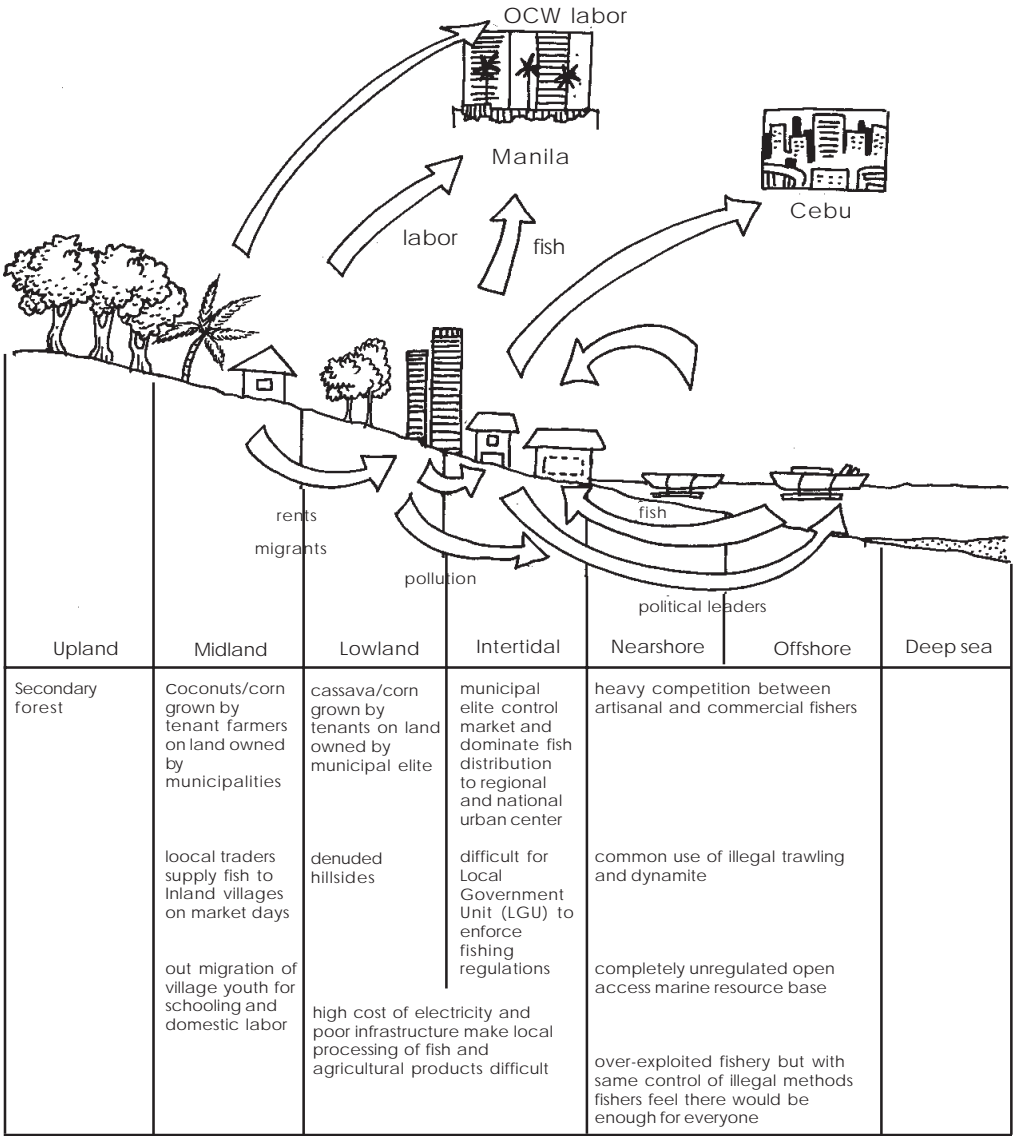 OCW labor
Manila
Cebu
labor
fish
rents
migrants
fish
pollution
political leaders
Upland
Midland
Lowland
Intertidal
Nearshore
Offshore
Deep sea
Secondary
forest
Coconuts/corn
grown by
tenant farmers
on land owned
by
municipalities
loocal traders
supply fish to
Inland villages
on market days
out migration of
village youth for
schooling and
domestic labor
cassava/corn
grown by
tenants on land
owned by
municipal elite
denuded
hillsides
high cost of electricity and
poor infrastructure make local
processing of fish and
agricultural products difficult
municipal
elite control
market and
dominate fish
distribution
to regional
and national
urban center
difficult for
Local
Government
Unit (LGU) to
enforce
fishing
regulations
heavy competition between
artisanal and commercial fishers
common use of illegal trawling
and dynamite
completely unregulated open
access marine resource base
over-exploited fishery but with
same control of illegal methods
fishers feel there would be
enough for everyone